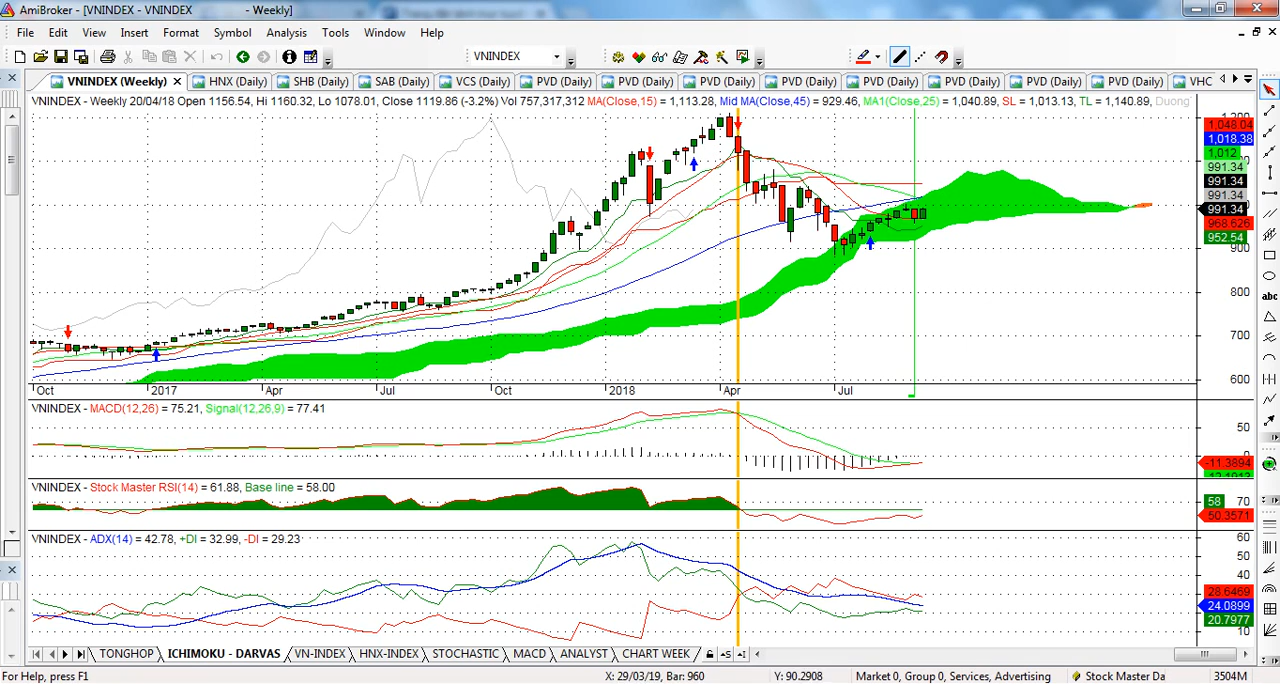 AmiBroker - [VNINDEX - VNINDEX - Weekly]
File Edit View Insert Format Symbol Analysis Tools Window Help
VNINDEX
VNINDEX (Weekly) HNX (Daily) SHB (Daily) SAB (Daily) VCS (Daily) PVD (Daily) PVD (Daily) PVD (Daily) PVD (Daily) PVD (Daily) PVD (Daily) PVD (Daily) PVD (Daily) VHC
VNINDEX - Weekly 20/04/18 Open 1156.54, Hi 1160.32, Lo 1078.01, Close 1119.86 (-3.2%) Vol 757,317,312 MA(Close,15) = 1,113.28, Mid MA(Close,45) = 929.46, MA1(Close,25) = 1,040.89, SL = 1,013.13, TL = 1,140.89, Duong
1,048.04
1,018.38
1,012
991.34
991.34
991.34
991.34
968.626
952.54
900
800
700
600
Oct 2017 Apr Jul Oct 2018 Apr Jul
VNINDEX - MACD(12,26) = 75.21, Signal(12,26,9) = 77.41
50
-11.3894
VNINDEX - Stock Master RSI(14) = 61.88, Base line = 58.00
58 70
50.3571
VNINDEX - ADX(14) = 42.78, +DI = 32.99, -DI = 29.23
60
50
40
28.6469
24.0899
20.7977
10
TONGHOP ICHIMOKU - DARVAS VN-INDEX HNX-INDEX STOCHASTIC MACD ANALYST CHART WEEK
For Help, press F1 X: 29/03/19, Bar: 960 Y: 90.2908 Market 0, Group 0, Services, Advertising Stock Master Da 3504M